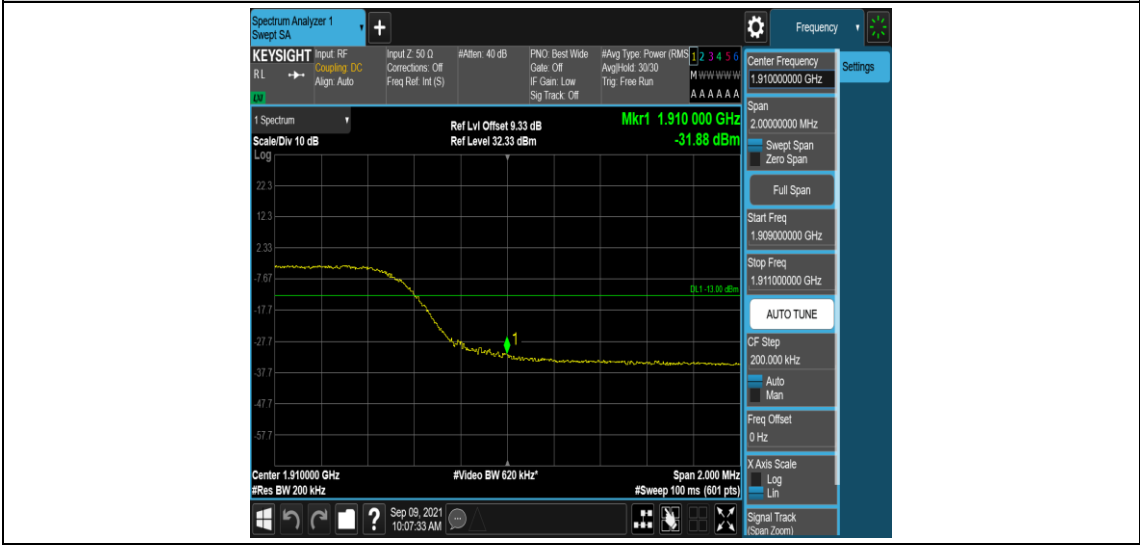 Spectrum Analyzer 1
Swept SA
+
Frequency
KEYSIGHT
RL
LNI
Input: RF
Coupling: DC
Align: Auto
Input Z: 50 Ω
Corrections: Off
Freq Ref: Int (S)
#Atten: 40 dB
PNO: Best Wide
Gate: Off
IF Gain: Low
Sig Track: Off
#Avg Type: Power (RMS
Avg|Hold: 30/30
Trig: Free Run
1 2 3 4 5 6
M W W W W W
A A A A A A
1 Spectrum
Scale/Div 10 dB
Log
Ref Lvl Offset 9.33 dB
Ref Level 32.33 dBm
Mkr1 1.910 000 GHz
-31.88 dBm
22.3
12.3
2.33
-7.67
-17.7
-27.7
-37.7
-47.7
-57.7
DL1 -13.00 dBm
1
Center 1.910000 GHz
#Res BW 200 kHz
#Video BW 620 kHz*
Span 2.000 MHz
#Sweep 100 ms (601 pts)
?
Sep 09, 2021
10:07:33 AM
Center Frequency
1.910000000 GHz
Span
2.00000000 MHz
Swept Span
Zero Span
Full Span
Start Freq
1.909000000 GHz
Stop Freq
1.911000000 GHz
AUTO TUNE
CF Step
200.000 kHz
Auto
Man
Freq Offset
0 Hz
X Axis Scale
Log
Lin
Signal Track
(Span Zoom)
Settings